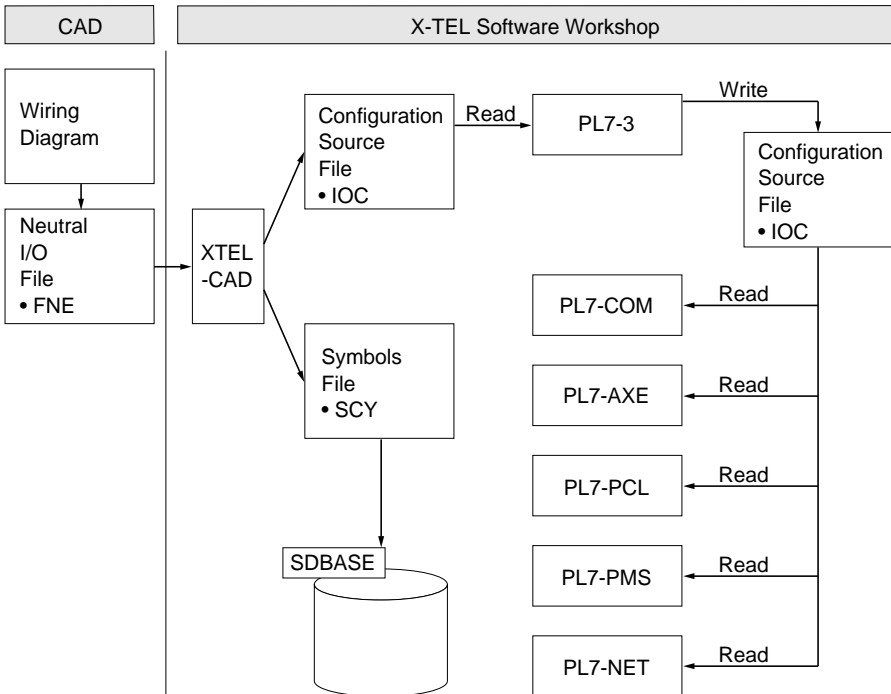 CAD
X-TEL Software Workshop
Wiring
Diagram
Neutral
I/O
File
• FNE
XTEL
-CAD
Configuration
Source
File
• IOC
Read
PL7-3
Write
Configuration
Source
File
• IOC
Symbols
File
• SCY
SDBASE
PL7-COM
Read
PL7-AXE
Read
PL7-PCL
Read
PL7-PMS
Read
PL7-NET
Read